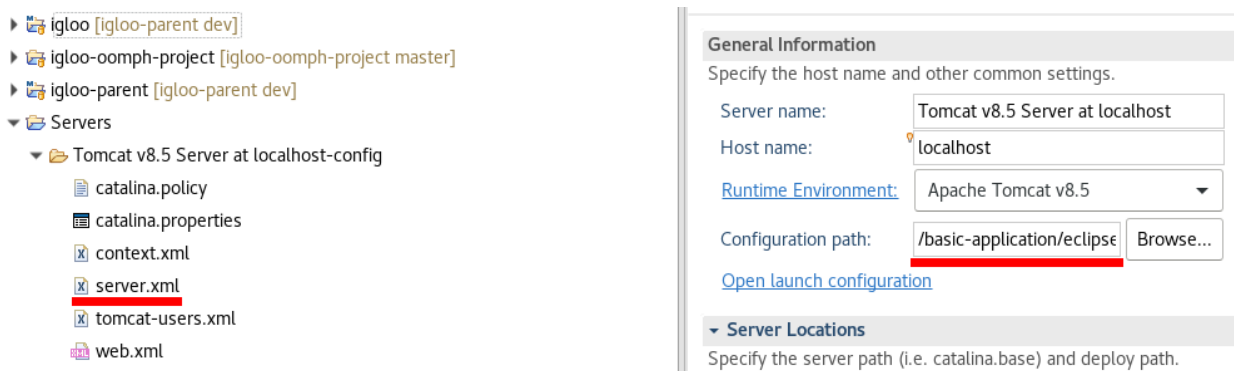 igloo [igloo-parent dev]
igloo-oomph-project [igloo-oomph-project master]
igloo-parent [igloo-parent dev]
Servers
Tomcat v8.5 Server at localhost-config
catalina.policy
catalina.properties
context.xml
server.xml
tomcat-users.xml
web.xml
General Information
Specify the host name and other common settings.
Server name: Tomcat v8.5 Server at localhost
Host name: localhost
Runtime Environment: Apache Tomcat v8.5
Configuration path: /basic-application/eclipse Browse...
Open launch configuration
Server Locations
Specify the server path (i.e. catalina.base) and deploy path.